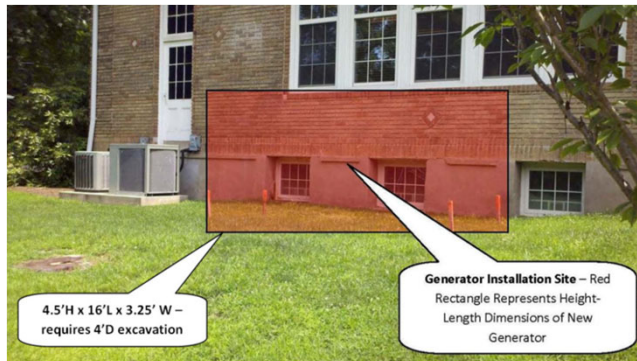 4.5'H x 16'L x 3.25' W –
requires 4'D excavation
Generator Installation Site – Red
Rectangle Represents Height-
Length Dimensions of New
Generator